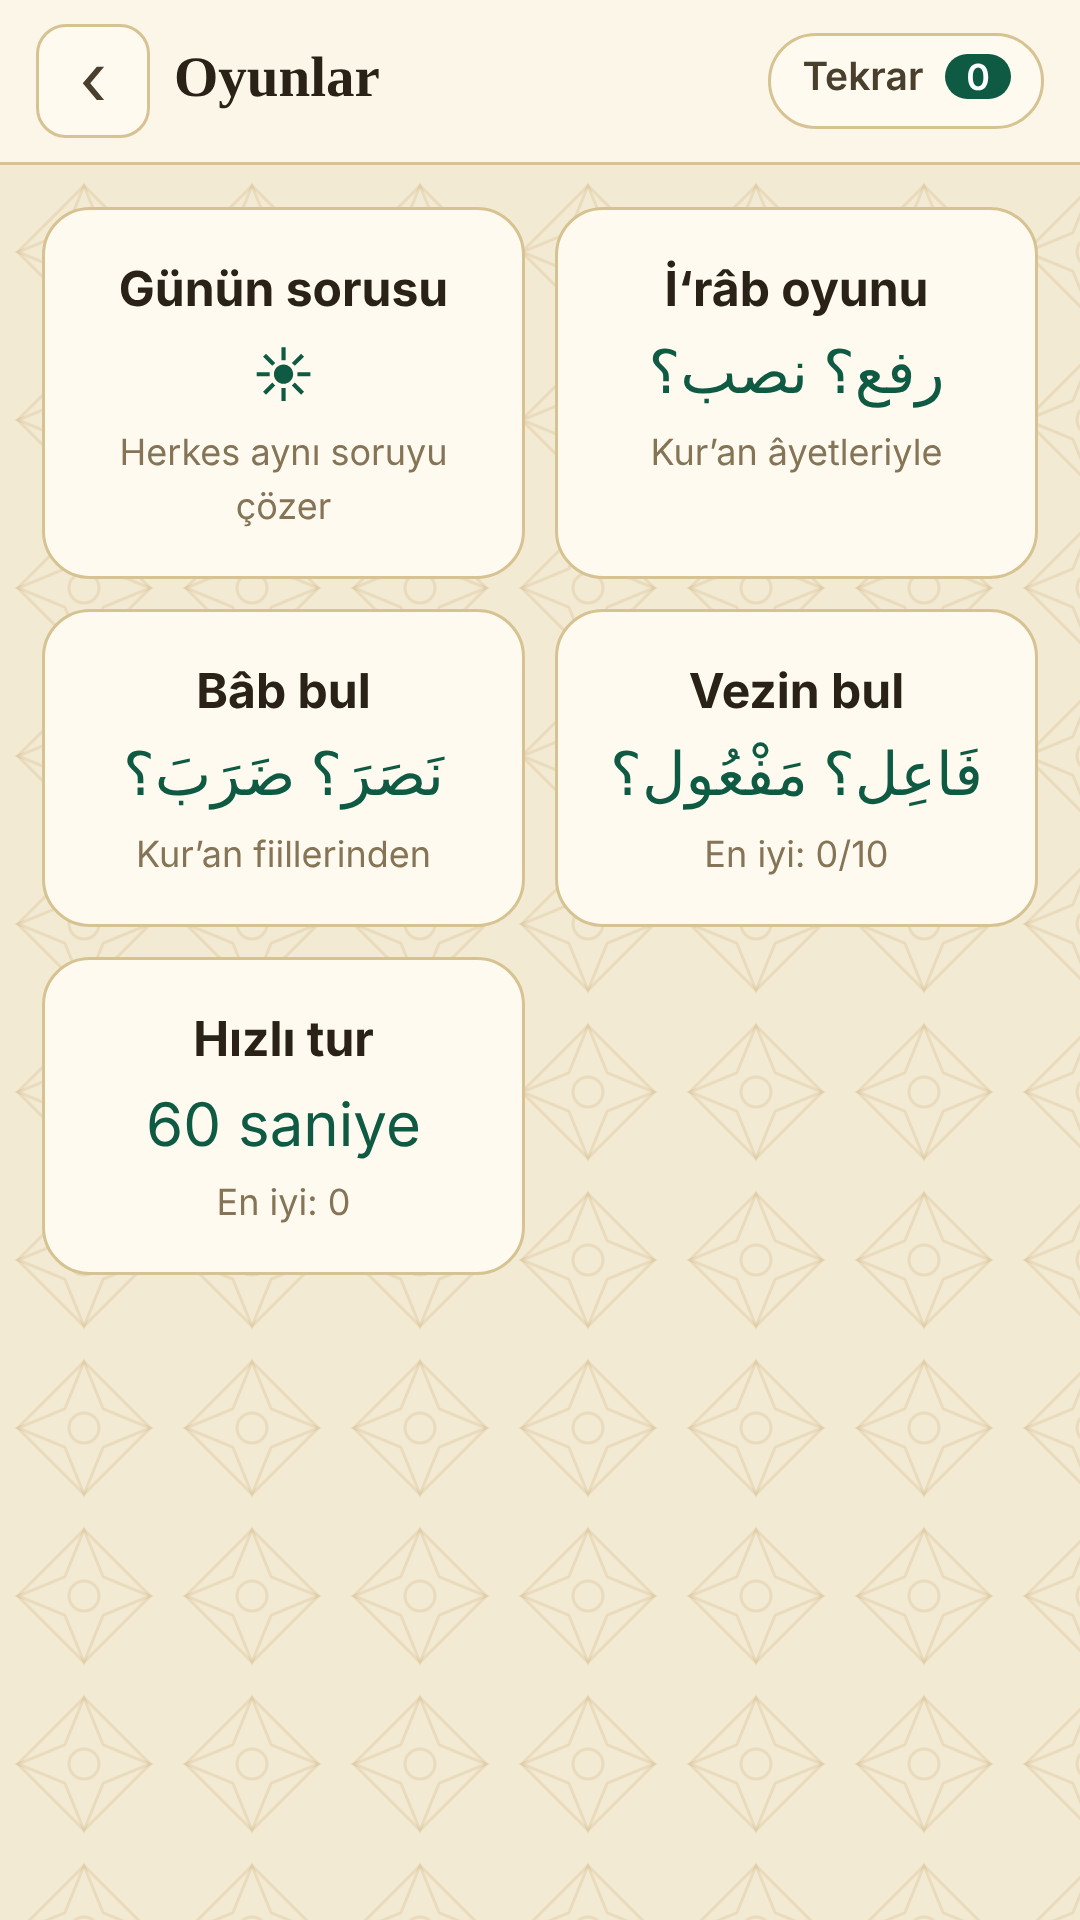 ‹ Oyunlar
Tekrar 0
Günün sorusu
☀
Herkes aynı soruyu
çözer
İ‘râb oyunu
رفع؟ نصب؟
Kur’an âyetleriyle
Bâb bul
نَصَرَ؟ ضَرَبَ؟
Kur’an fiillerinden
Vezin bul
فَاعِل؟ مَفْعُول؟
En iyi: 0/10
Hızlı tur
60 saniye
En iyi: 0